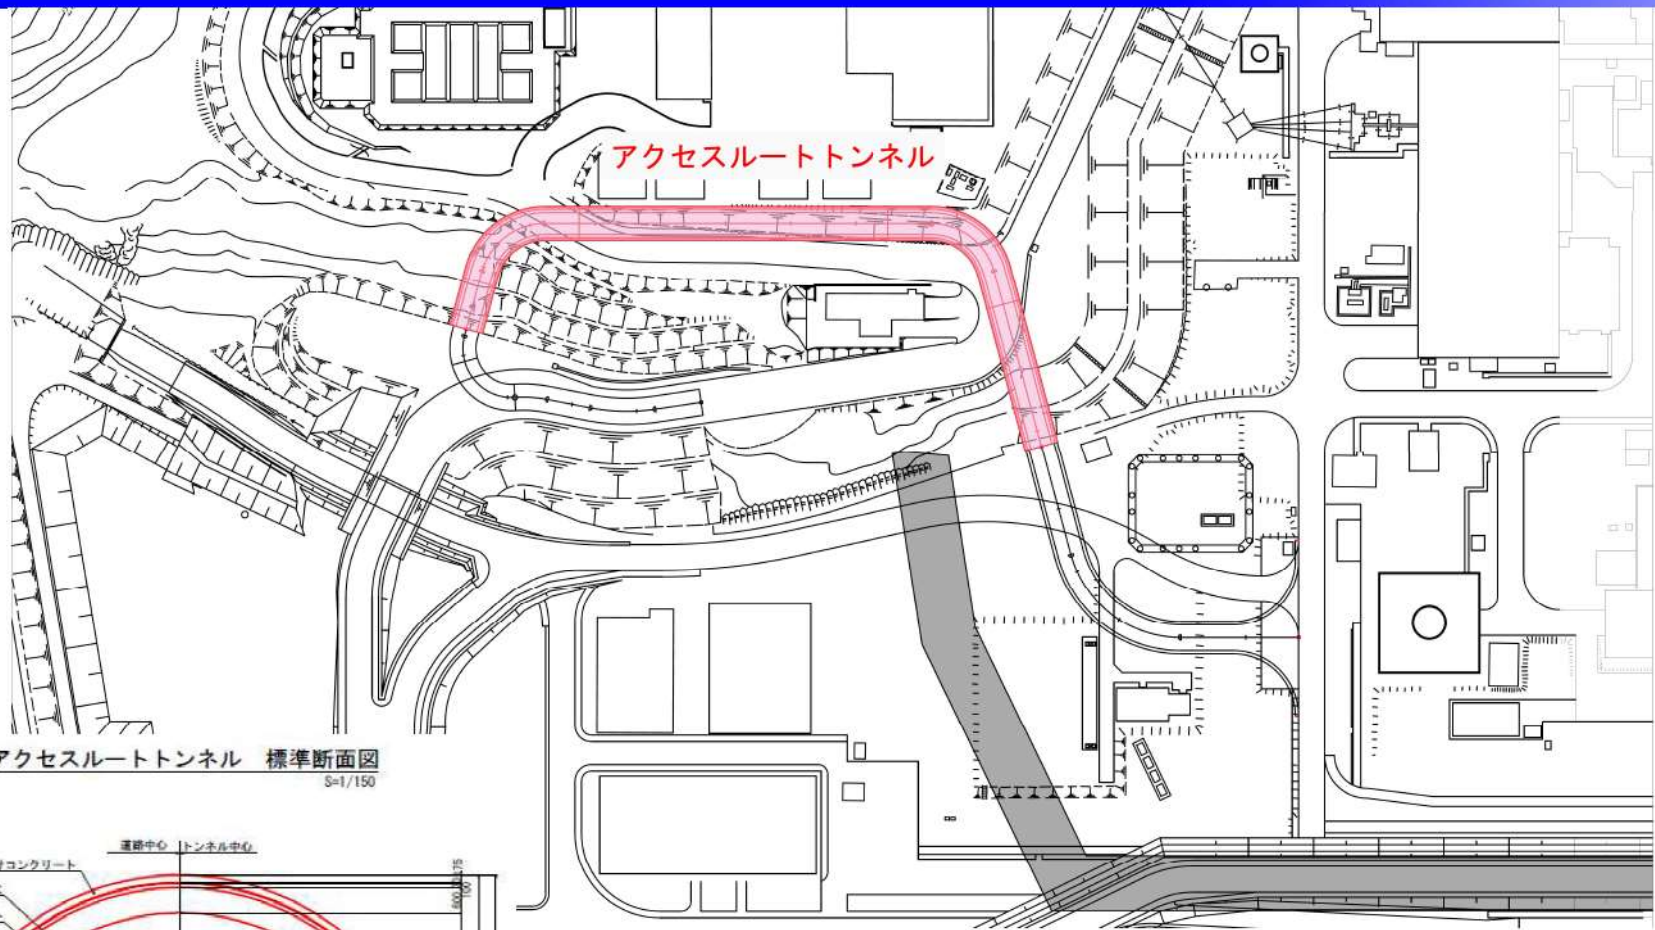 アクセスルートトンネル
アクセスルートトンネル 標準断面図
S=1/150
道路中心 トンネル中心
コンクリート